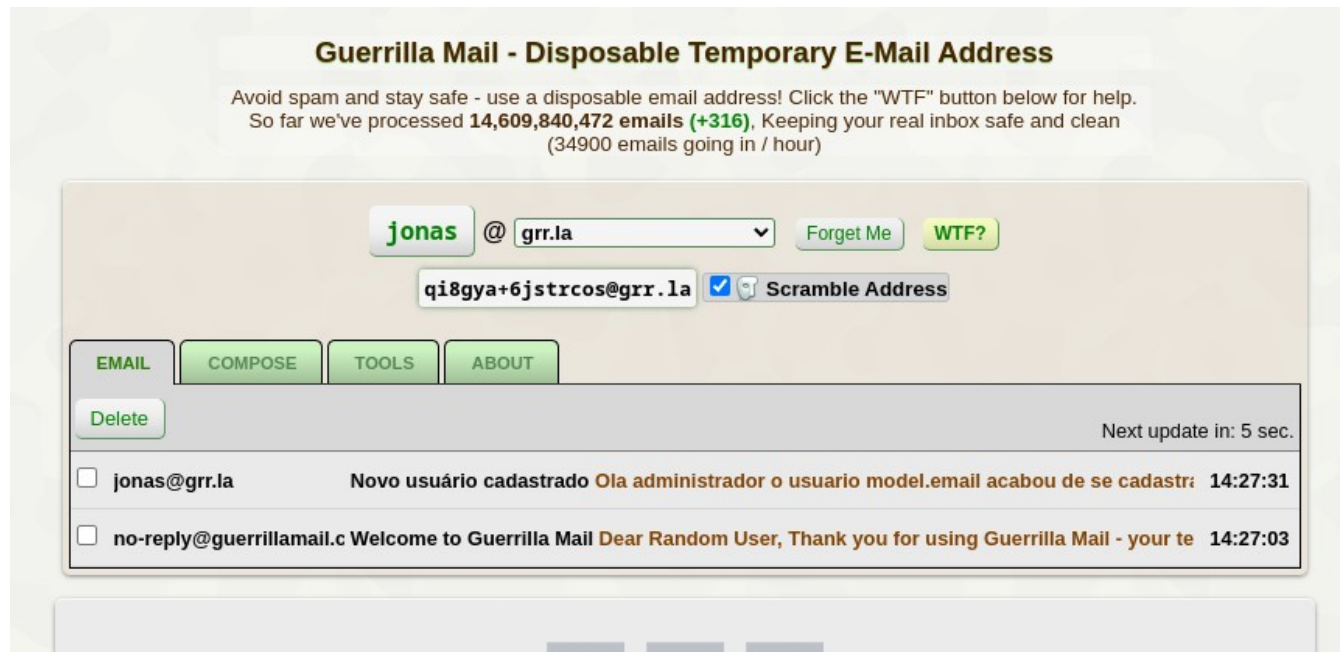 Guerrilla Mail - Disposable Temporary E-Mail Address
Avoid spam and stay safe - use a disposable email address! Click the "WTF" button below for help.
So far we've processed 14,609,840,472 emails (+316), Keeping your real inbox safe and clean
(34900 emails going in / hour)
jonas @ grr.la Forget Me WTF?
qi8gya+6jstrcos@grr.la Scramble Address
EMAIL COMPOSE TOOLS ABOUT
Delete
Next update in: 5 sec.
jonas@grr.la Novo usuário cadastrado Ola administrador o usuario model.email acabou de se cadastra 14:27:31
no-reply@guerrillamail.c Welcome to Guerrilla Mail Dear Random User, Thank you for using Guerrilla Mail - your te 14:27:03